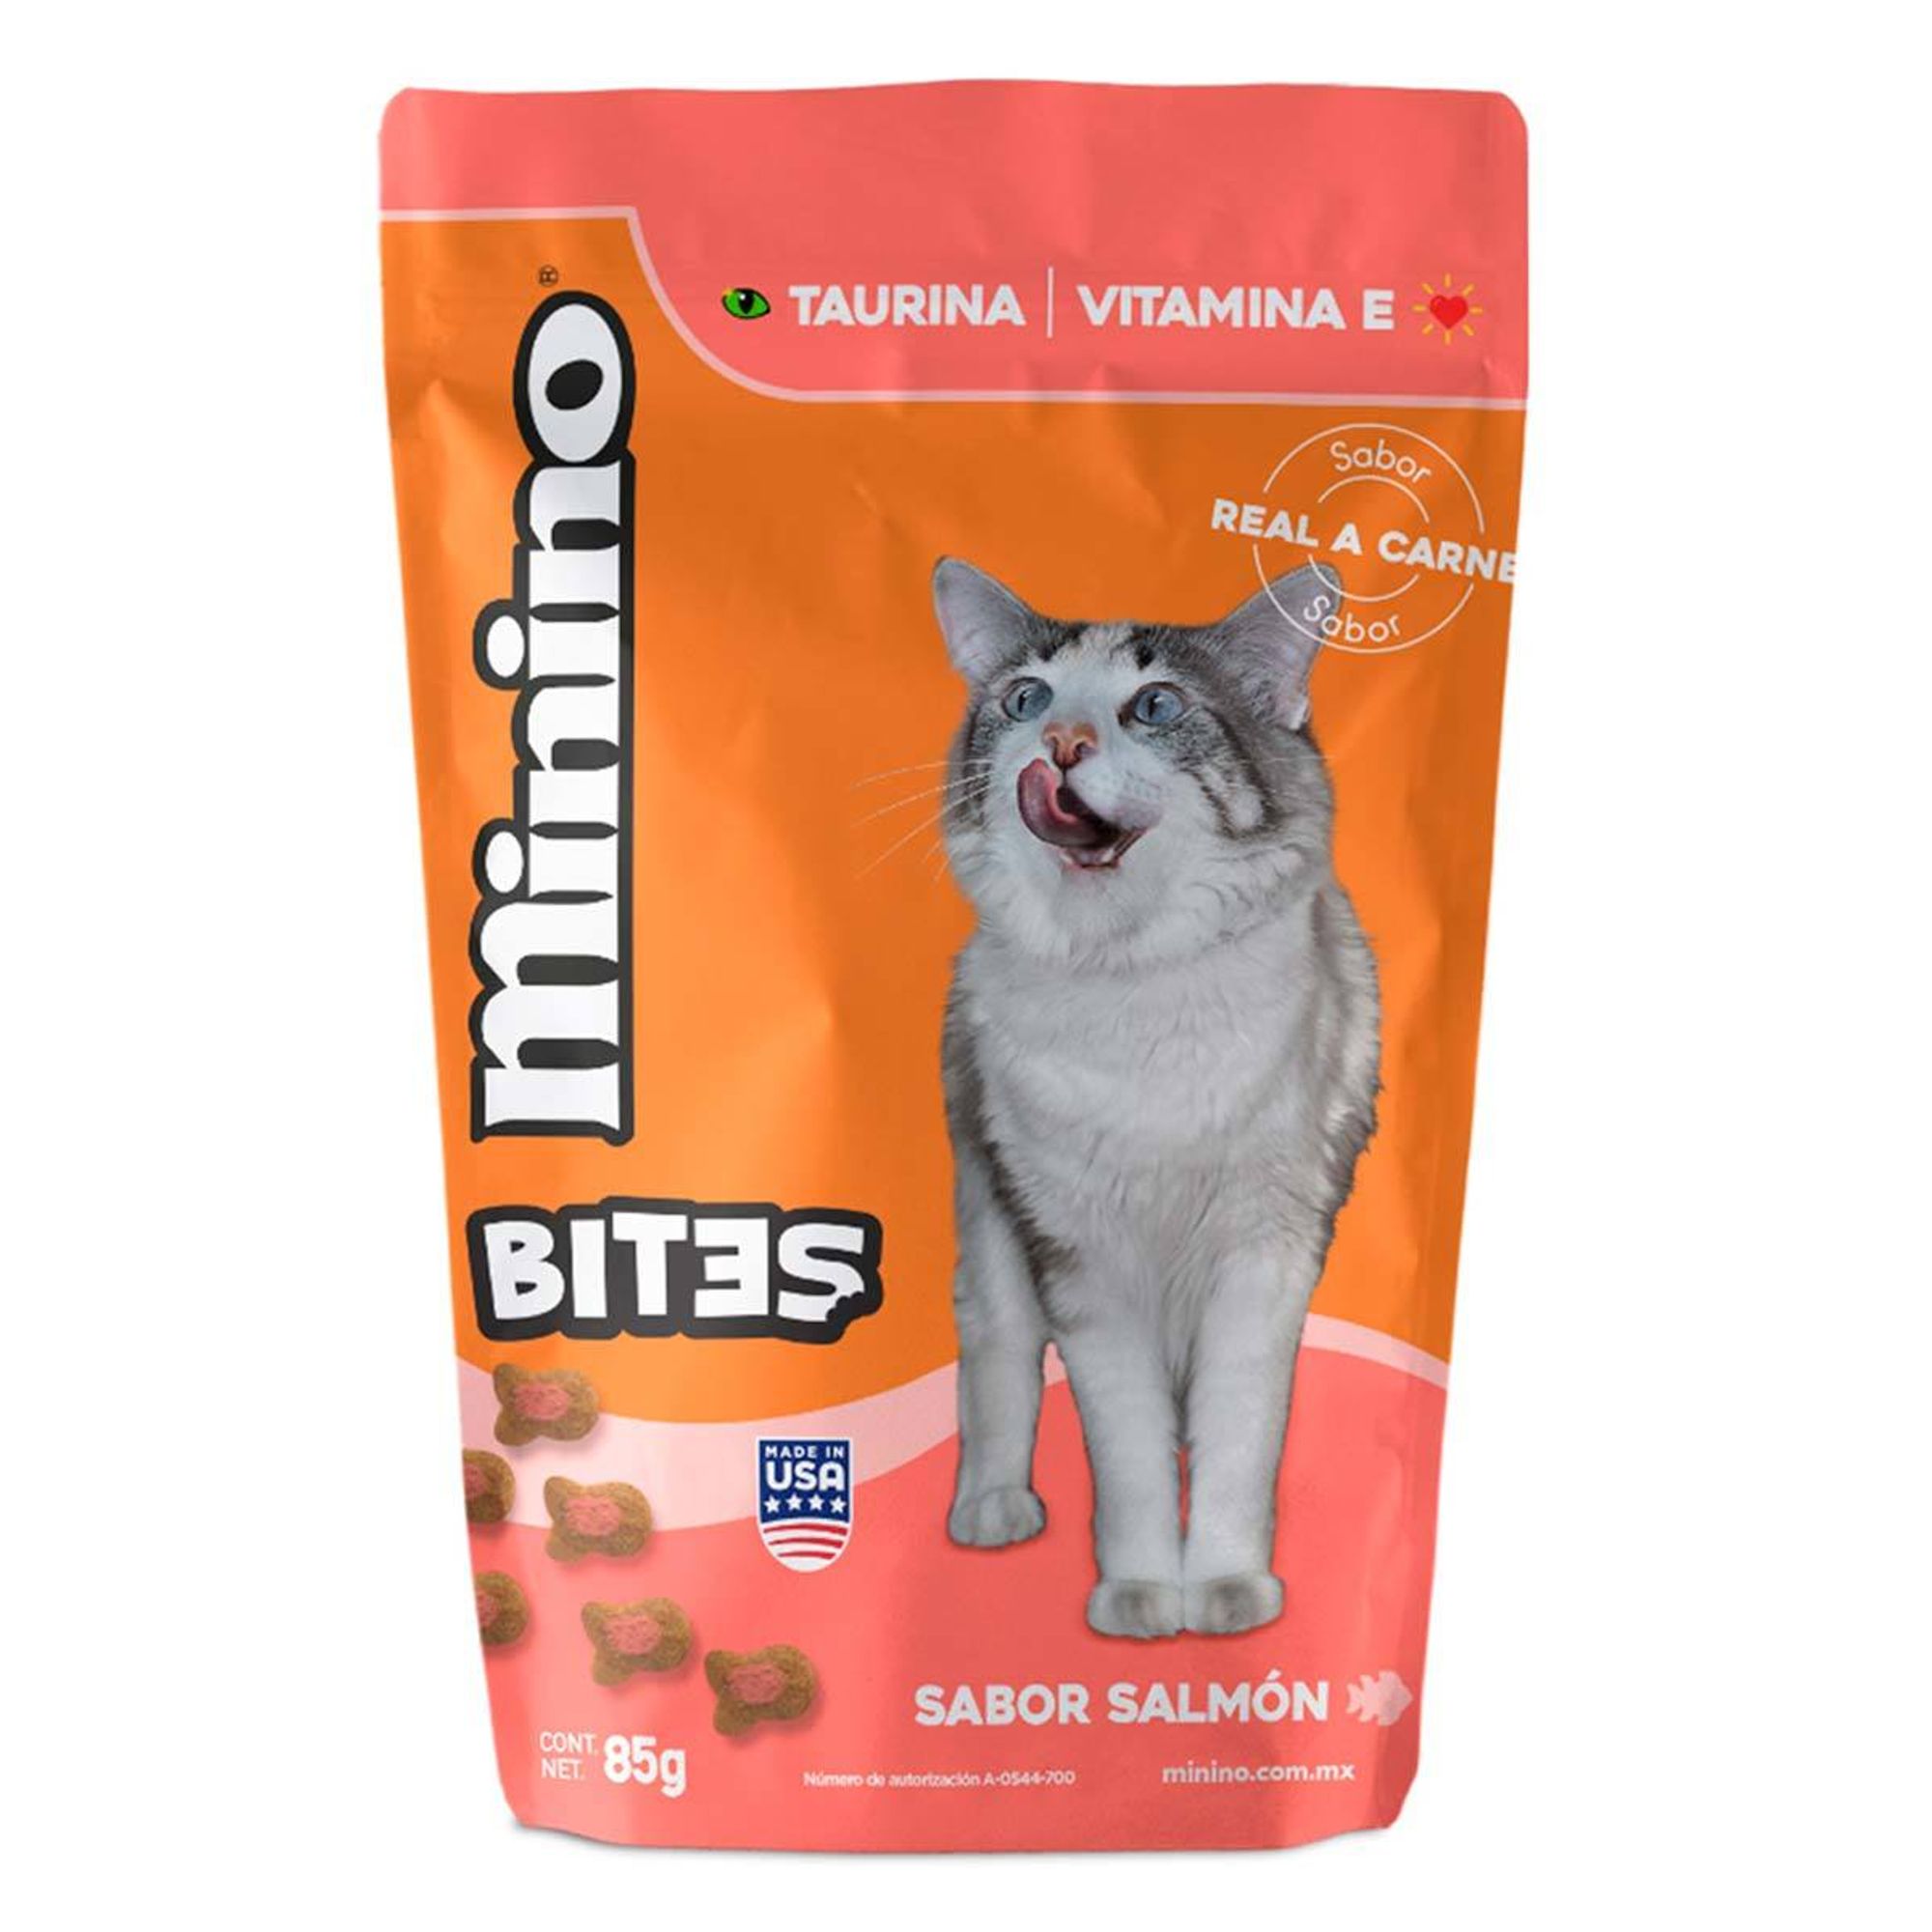 TAURINA | VITAMINA E
minino
Sabor
REAL A CARNE
Sabor
BITES
MADE IN
USA
SABOR SALMÓN
CONT.
NET. 85g
Número de autorización A-0544-700
minino.com.mx